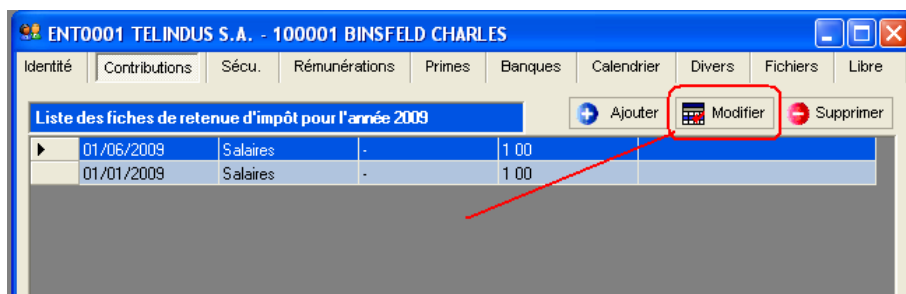 ENT0001 TELINDUS S.A. - 100001 BINSFELD CHARLES
Identité Contributions Sécu. Rémunérations Primes Banques Calendrier Divers Fichiers Libre
Liste des fiches de retenue d'impôt pour l'année 2009 Ajouter Modifier Supprimer
01/06/2009 Salaires - 1 00
01/01/2009 Salaires - 1 00